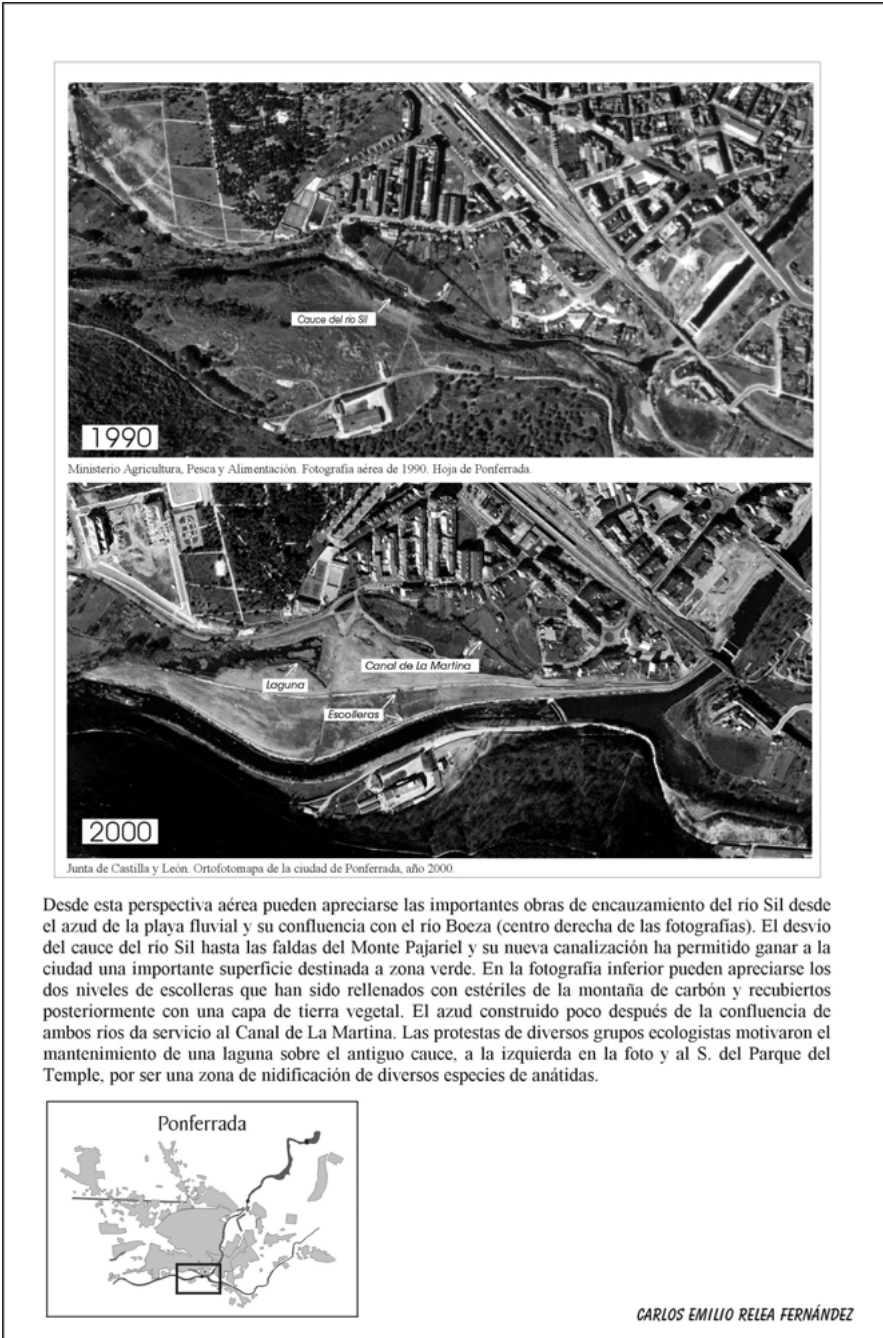 Cauce del río Sil
1990
Ministerio Agricultura, Pesca y Alimentación. Fotografía aérea de 1990. Hoja de Ponferrada.
Canal de La Martina
Laguna
Escolleras
2000
Junta de Castilla y León. Ortofotomapa de la ciudad de Ponferrada, año 2000.
Desde esta perspectiva aérea pueden apreciarse las importantes obras de encauzamiento del río Sil desde
el azud de la playa fluvial y su confluencia con el río Boeza (centro derecha de las fotografías). El desvío
del cauce del río Sil hasta las faldas del Monte Pajariel y su nueva canalización ha permitido ganar a la
ciudad una importante superficie destinada a zona verde. En la fotografía inferior pueden apreciarse los
dos niveles de escolleras que han sido rellenados con estériles de la montaña de carbón y recubiertos
posteriormente con una capa de tierra vegetal. El azud construido poco después de la confluencia de
ambos ríos da servicio al Canal de La Martina. Las protestas de diversos grupos ecologistas motivaron el
mantenimiento de una laguna sobre el antiguo cauce, a la izquierda en la foto y al S. del Parque del
Temple, por ser una zona de nidificación de diversos especies de anátidas.
Ponferrada
CARLOS EMILIO RELEA FERNÁNDEZ